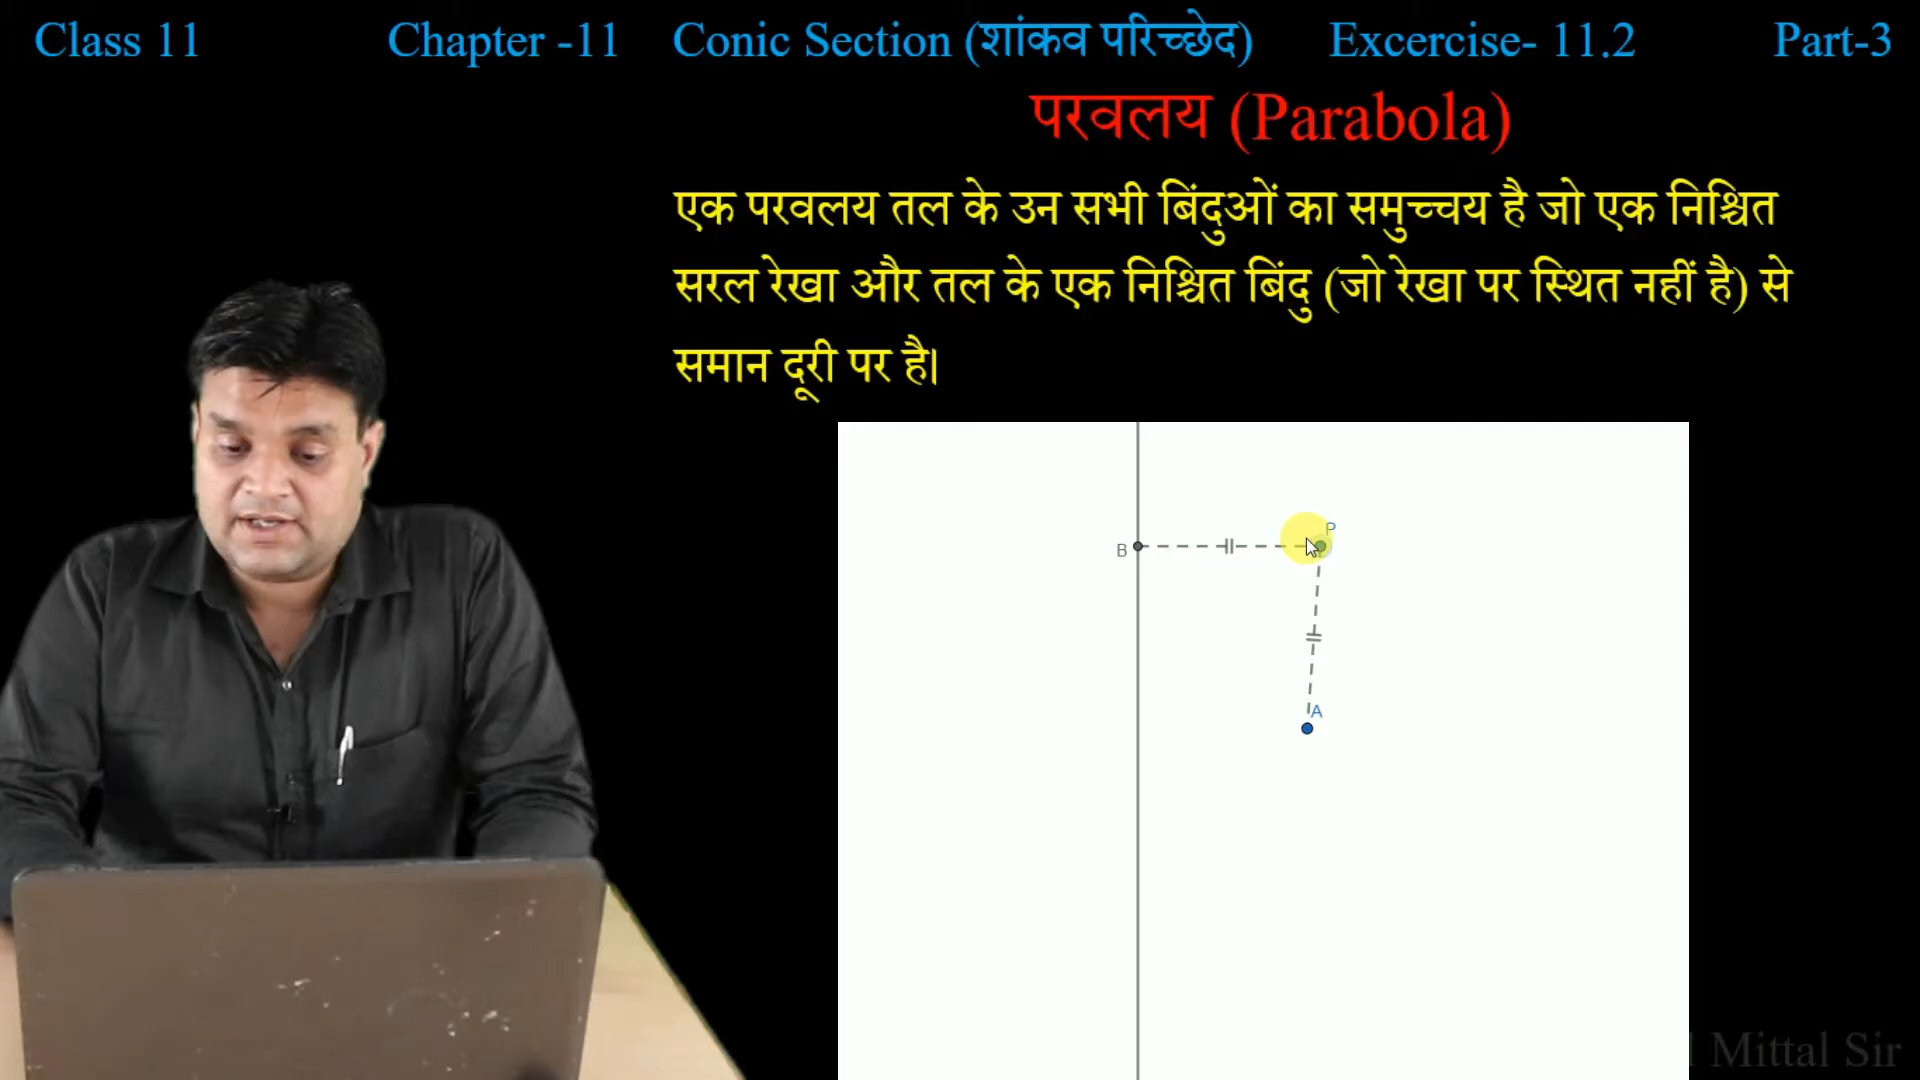 Class 11 Chapter -11 Conic Section (शांकव परिच्छेद) Excercise- 11.2 Part-3
परवलय (Parabola)
एक परवलय तल के उन सभी बिंदुओं का समुच्चय है जो एक निश्चित
सरल रेखा और तल के एक निश्चित बिंदु (जो रेखा पर स्थित नहीं है) से
समान दूरी पर है।
P
B
A
Mittal Sir